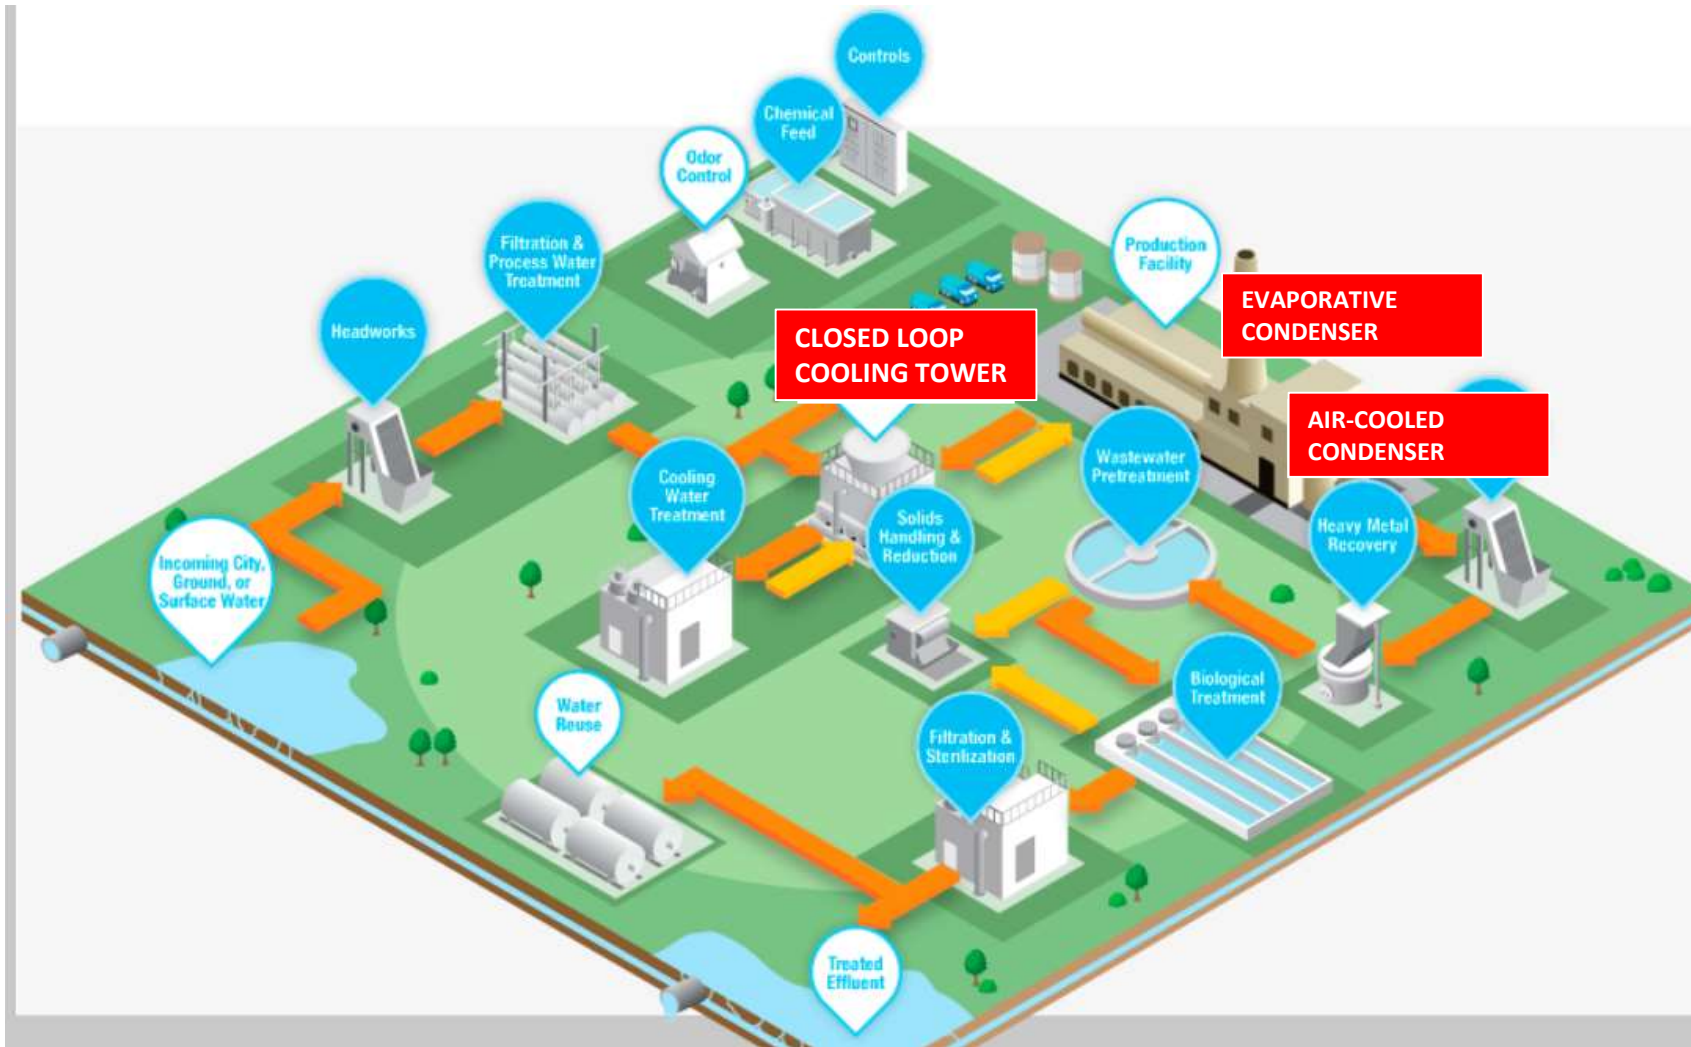 Controls
Chemical
Feed
Odor
Control
Filtration &
Process Water
Treatment
Production
Facility
EVAPORATIVE
CONDENSER
Headworks
CLOSED LOOP
COOLING TOWER
AIR-COOLED
CONDENSER
Cooling
Water
Treatment
Wastewater
Pretreatment
Solids
Handling &
Reduction
Heavy Metal
Recovery
Incoming City,
Ground, or
Surface Water
Biological
Treatment
Water
Reuse
Filtration &
Sterilization
Treated
Effluent